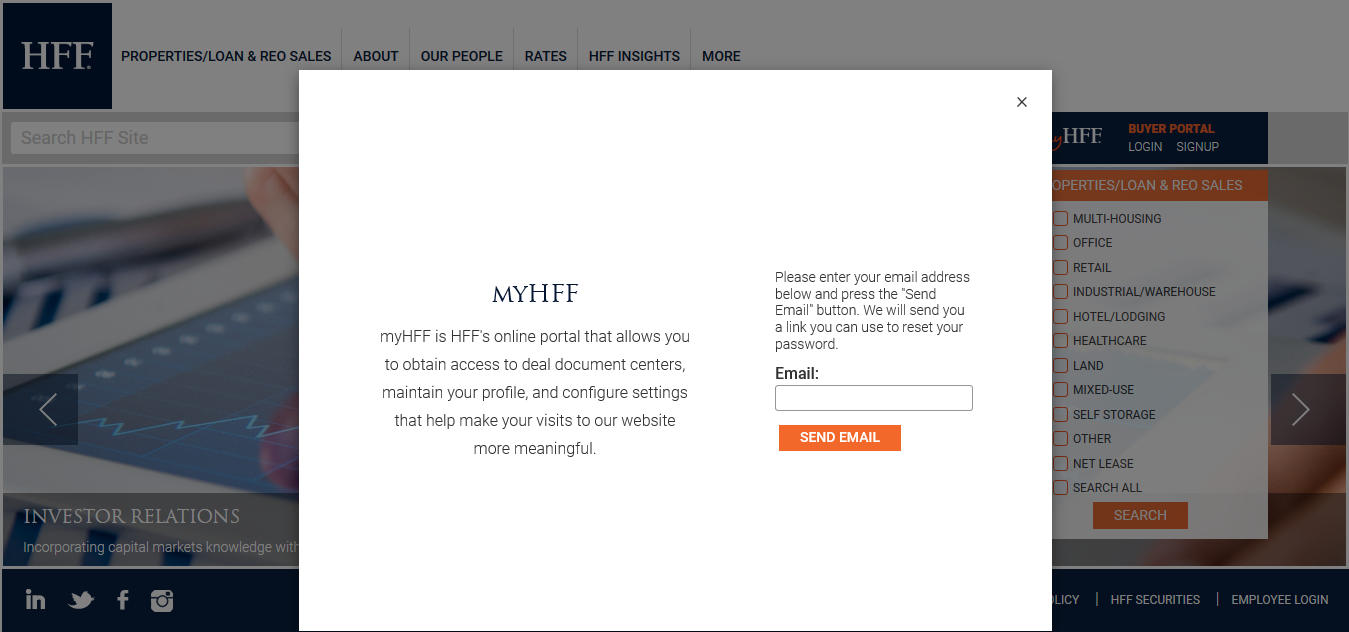 HFF
PROPERTIES/LOAN & REO SALES
ABOUT
OUR PEOPLE
RATES
HFF INSIGHTS
MORE
Search HFF Site
HFF
BUYER PORTAL
LOGIN SIGNUP
MYHFF
myHFF is HFF's online portal that allows you
to obtain access to deal document centers,
maintain your profile, and configure settings
that help make your visits to our website
more meaningful.
Please enter your email address
below and press the "Send
Email" button. We will send you
a link you can use to reset your
password.
Email:
SEND EMAIL
OPERTIES/LOAN & REO SALES
MULTI-HOUSING
OFFICE
RETAIL
INDUSTRIAL/WAREHOUSE
HOTEL/LODGING
HEALTHCARE
LAND
MIXED-USE
SELF STORAGE
OTHER
NET LEASE
SEARCH ALL
SEARCH
INVESTOR RELATIONS
Incorporating capital markets knowledge with
OLICY
HFF SECURITIES
EMPLOYEE LOGIN